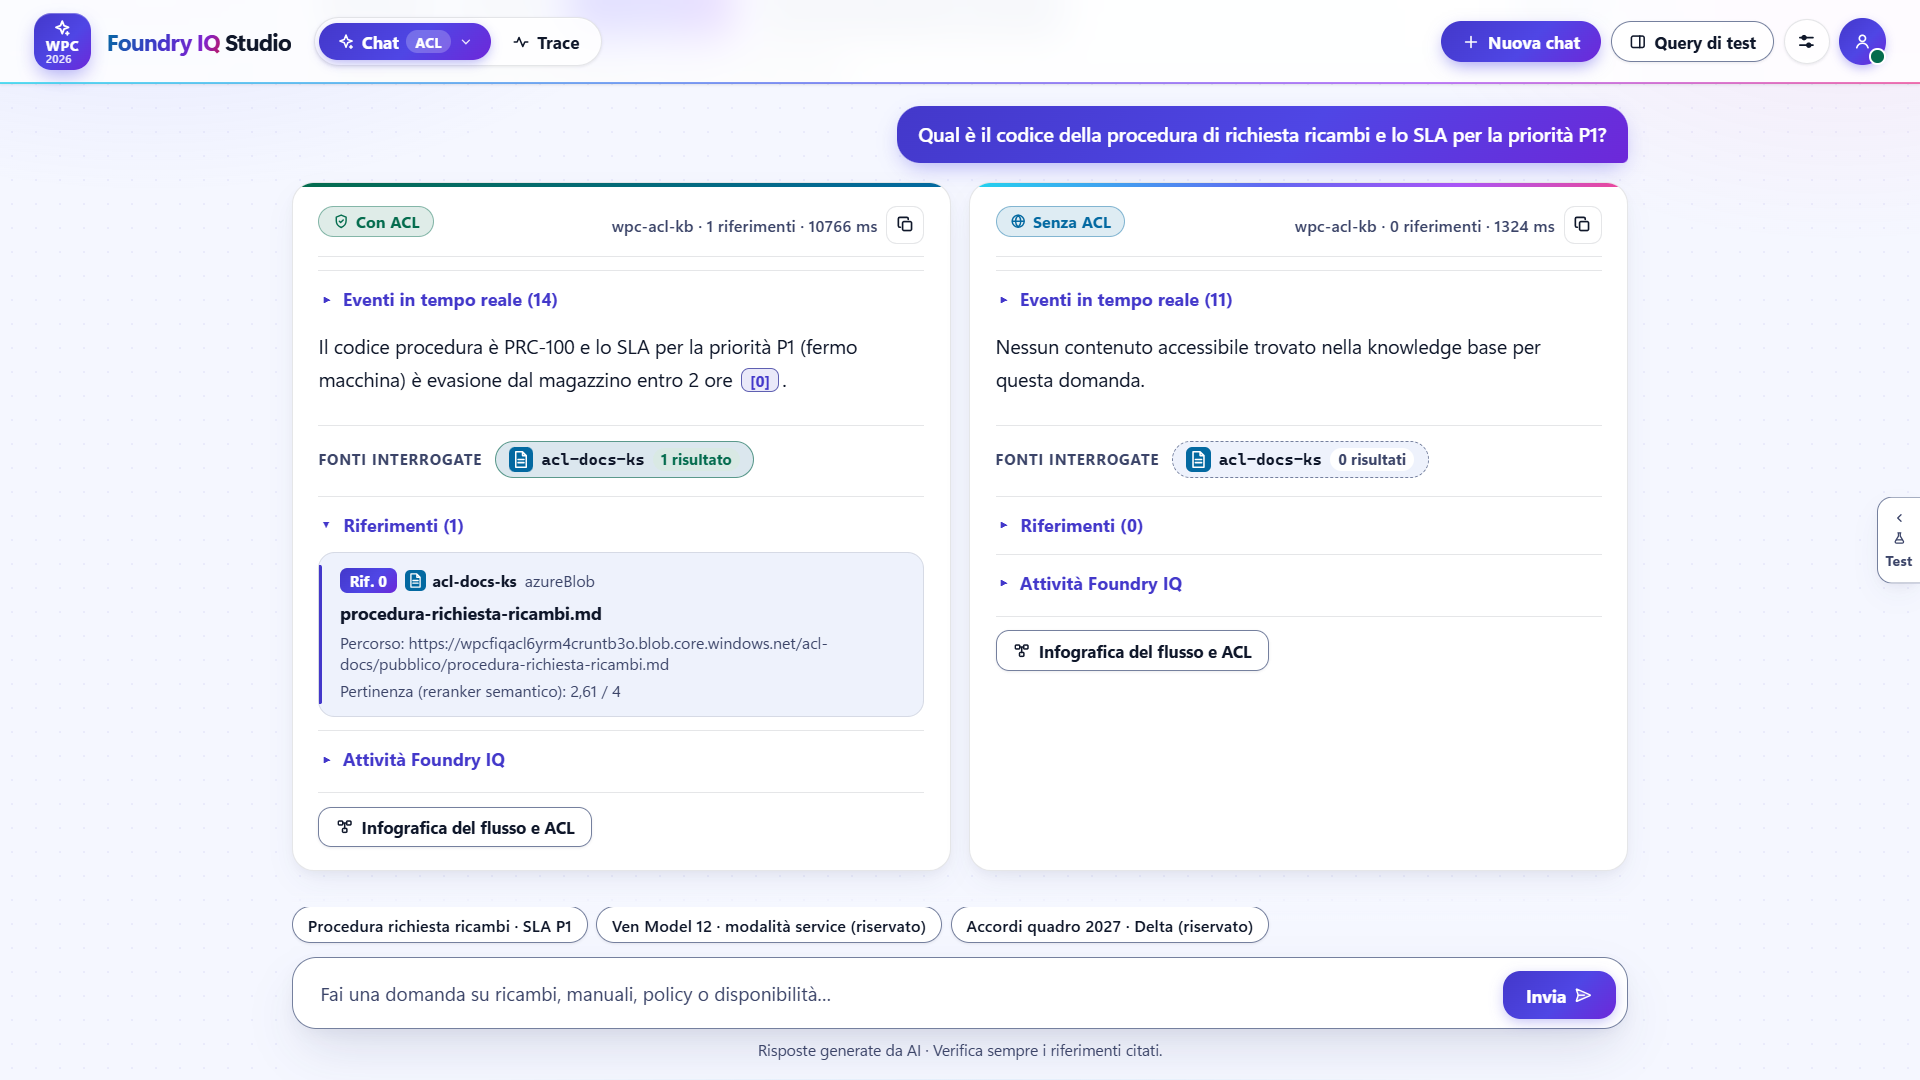 WPC
2026
Foundry IQ Studio
Chat ACL
Trace
Nuova chat
Query di test
Qual è il codice della procedura di richiesta ricambi e lo SLA per la priorità P1?
Con ACL
wpc-acl-kb · 1 riferimenti · 10766 ms
Eventi in tempo reale (14)
Il codice procedura è PRC-100 e lo SLA per la priorità P1 (fermo
macchina) è evasione dal magazzino entro 2 ore [0] .
FONTI INTERROGATE acl-docs-ks 1 risultato
Riferimenti (1)
Rif. 0 acl-docs-ks azureBlob
procedura-richiesta-ricambi.md
Percorso: https://wpcfiqacl6yrm4cruntb3o.blob.core.windows.net/acl-
docs/pubblico/procedura-richiesta-ricambi.md
Pertinenza (reranker semantico): 2,61 / 4
Attività Foundry IQ
Infografica del flusso e ACL
Senza ACL
wpc-acl-kb · 0 riferimenti · 1324 ms
Eventi in tempo reale (11)
Nessun contenuto accessibile trovato nella knowledge base per
questa domanda.
FONTI INTERROGATE acl-docs-ks 0 risultati
Riferimenti (0)
Attività Foundry IQ
Infografica del flusso e ACL
Test
Procedura richiesta ricambi · SLA P1
Ven Model 12 · modalità service (riservato)
Accordi quadro 2027 · Delta (riservato)
Fai una domanda su ricambi, manuali, policy o disponibilità...
Invia
Risposte generate da AI · Verifica sempre i riferimenti citati.